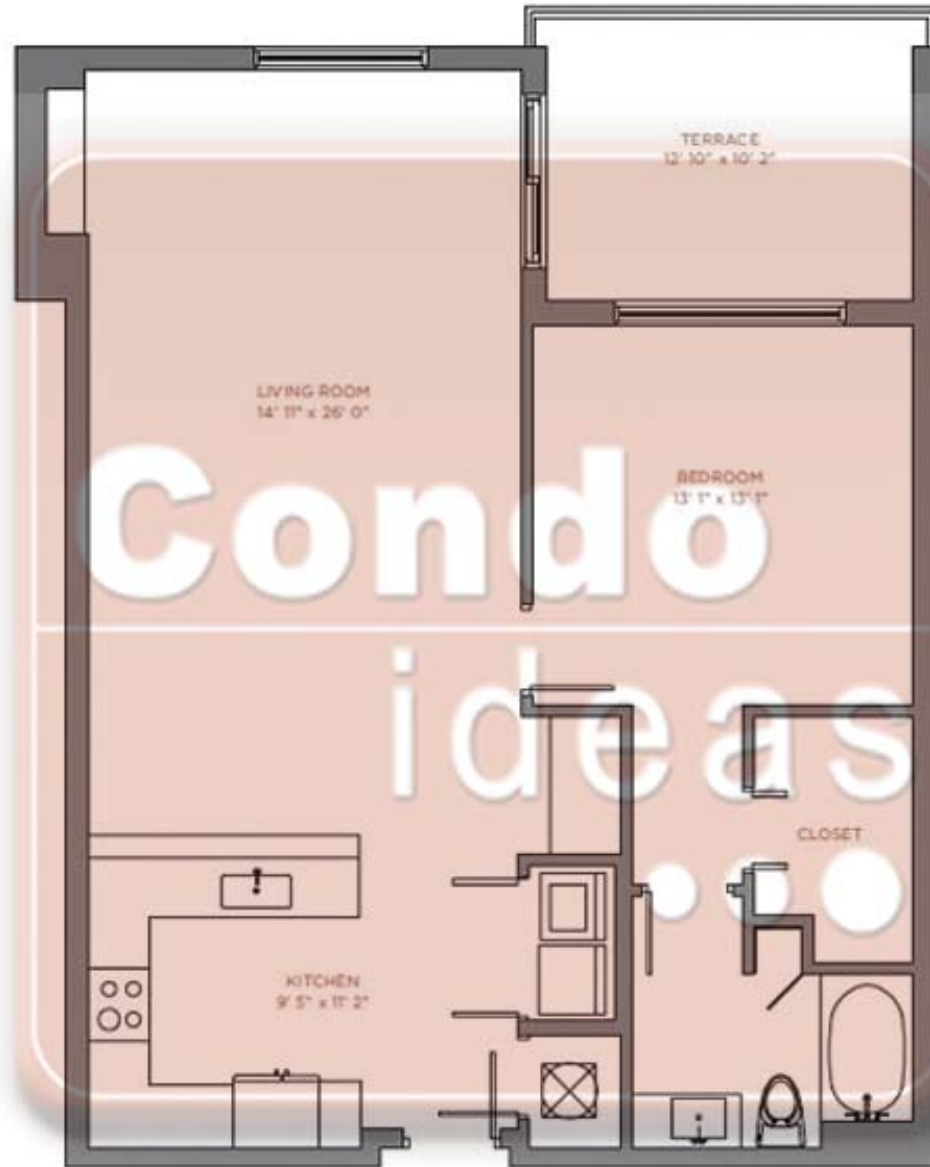 TERRACE
12' 10" x 10' 2"
LIVING ROOM
14' 11" x 26' 0"
BEDROOM
13' 1" x 13' 1"
Condo
ideas
CLOSET
KITCHEN
9' 5" x 11' 2"